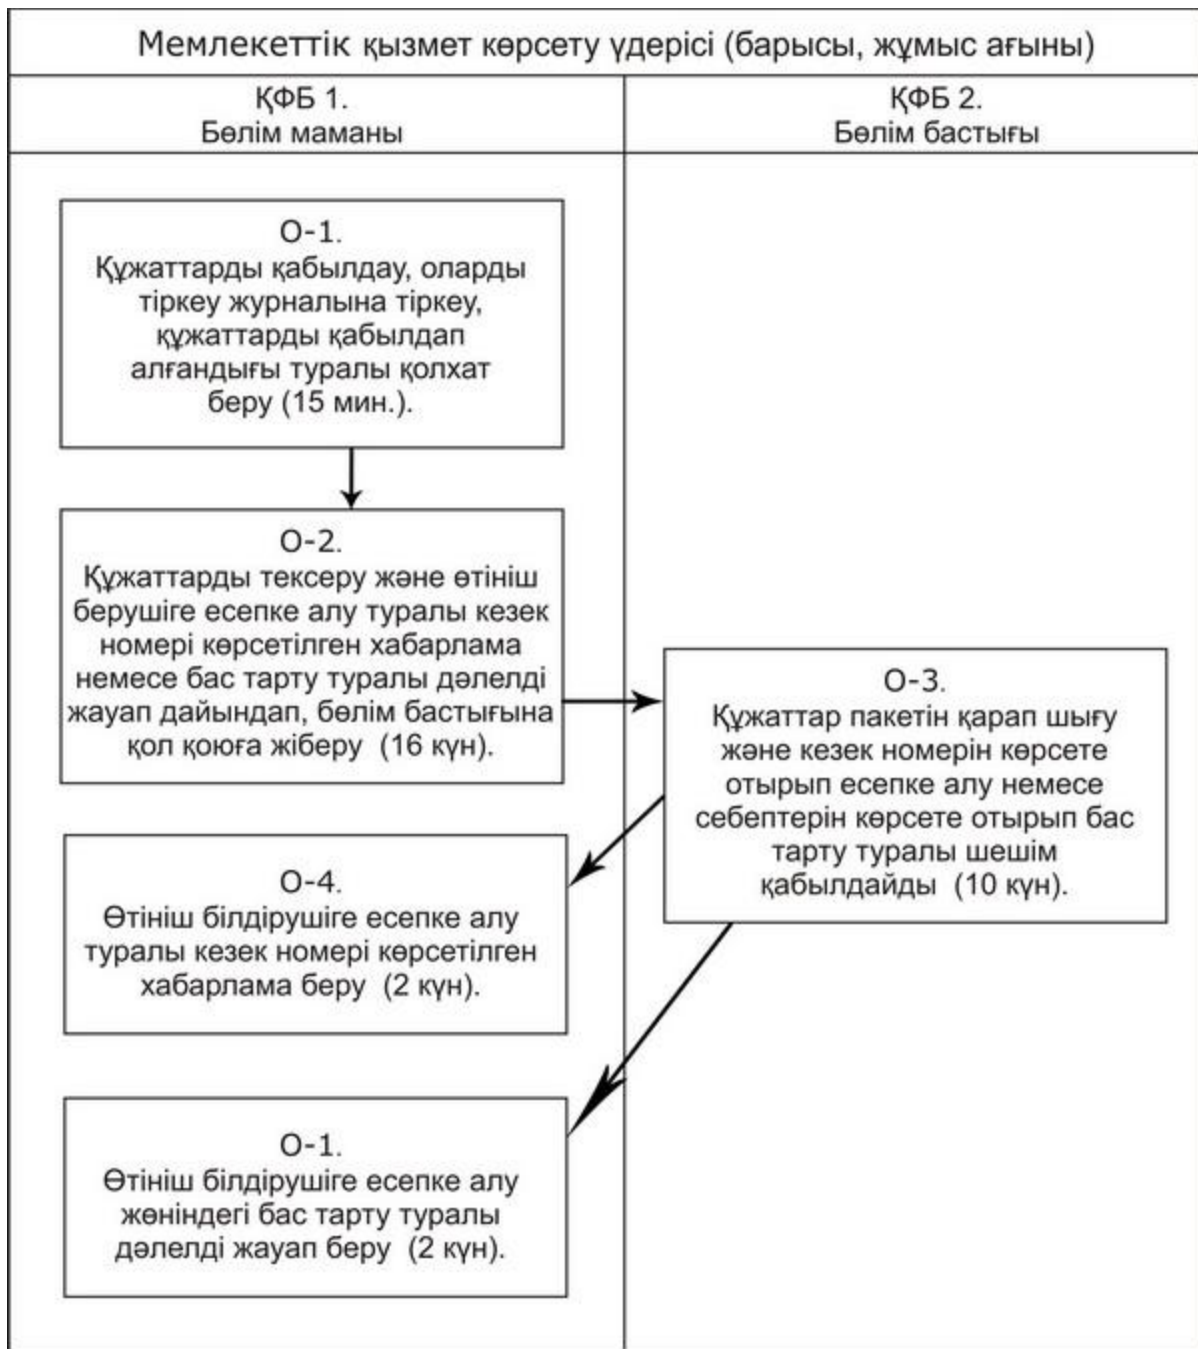 Мемлекеттік қызмет көрсету үдерісі (барысы, жұмыс ағыны)
ҚФБ 1.
Бөлім маманы
ҚФБ 2.
Бөлім бастығы
О-1.
Құжаттарды қабылдау, оларды
тіркеу журналына тіркеу,
құжаттарды қабылдап
алғандығы туралы қолхат
беру (15 мин.).
О-2.
Құжаттарды тексеру және өтініш
берушіге есепке алу туралы кезек
номері көрсетілген хабарлама
немесе бас тарту туралы дәлелді
жауап дайындап, бөлім бастығына
қол қоюға жіберу (16 күн).
О-3.
Құжаттар пакетін қарап шығу
және кезек номерін көрсете
отырып есепке алу немесе
себептерін көрсете отырып бас
тарту туралы шешім
қабылдайды (10 күн).
О-4.
Өтініш білдірушіге есепке алу
туралы кезек номері көрсетілген
хабарлама беру (2 күн).
О-1.
Өтініш білдірушіге есепке алу
жөніндегі бас тарту туралы
дәлелді жауап беру (2 күн).